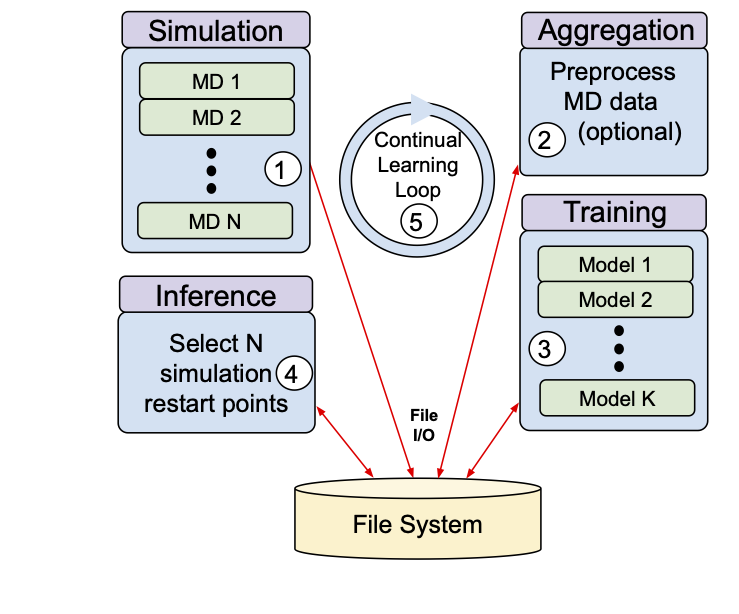 Simulation
MD 1
MD 2
1
MD N
Continual
Learning
Loop
5
Aggregation
Preprocess
MD data
2 (optional)
Training
Model 1
Model 2
3
Model K
Inference
Select N
simulation 4
restart points
File
I/O
File System